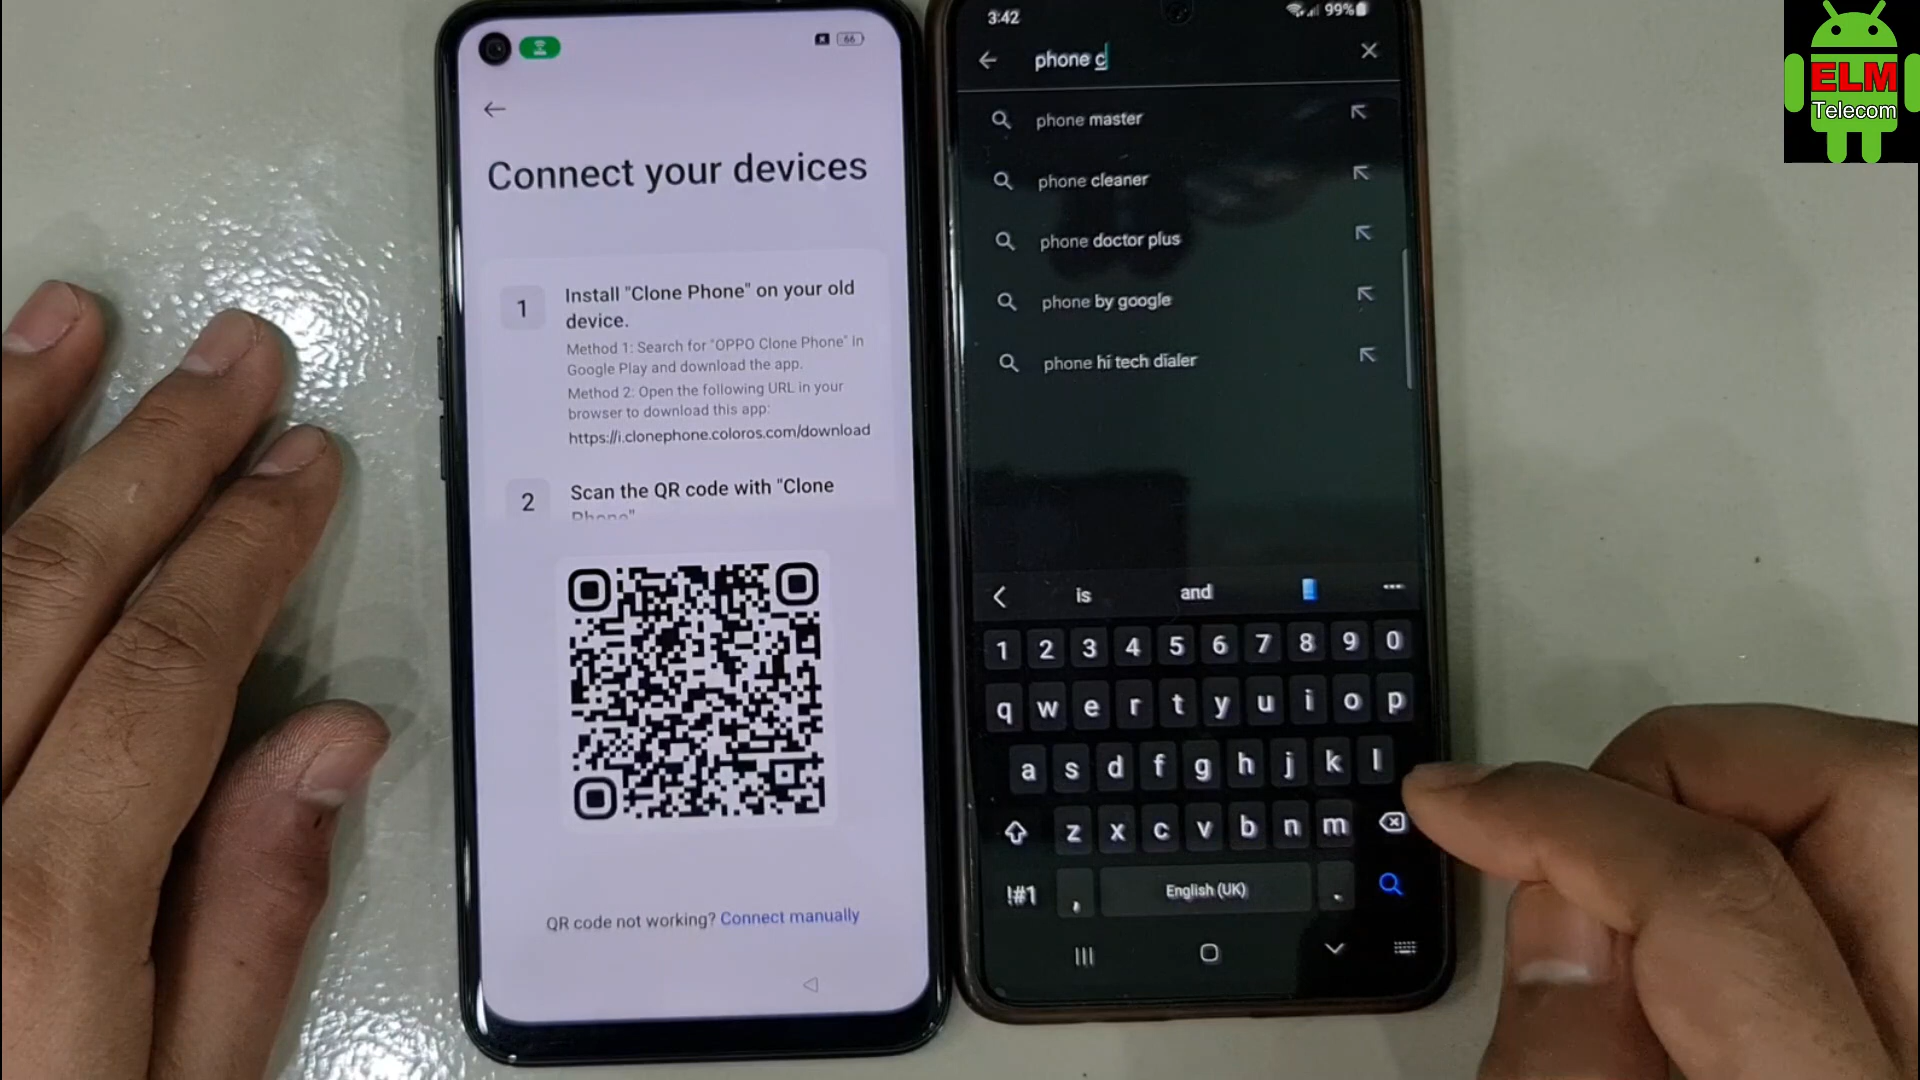 66
Connect your devices
1
Install "Clone Phone" on your old
device.
Method 1: Search for "OPPO Clone Phone" in
Google Play and download the app.
Method 2: Open the following URL in your
browser to download this app:
https://i.clonephone.coloros.com/download
2
Scan the QR code with "Clone
Phone"
QR code not working? Connect manually
3:42
99%
phone c
phone master
phone cleaner
phone doctor plus
phone by google
phone hi tech dialer
is and
1 2 3 4 5 6 7 8 9 0
q w e r t y u i o p
a s d f g h j k l
z x c v b n m
!#1 , English (UK) .
ELM
Telecom